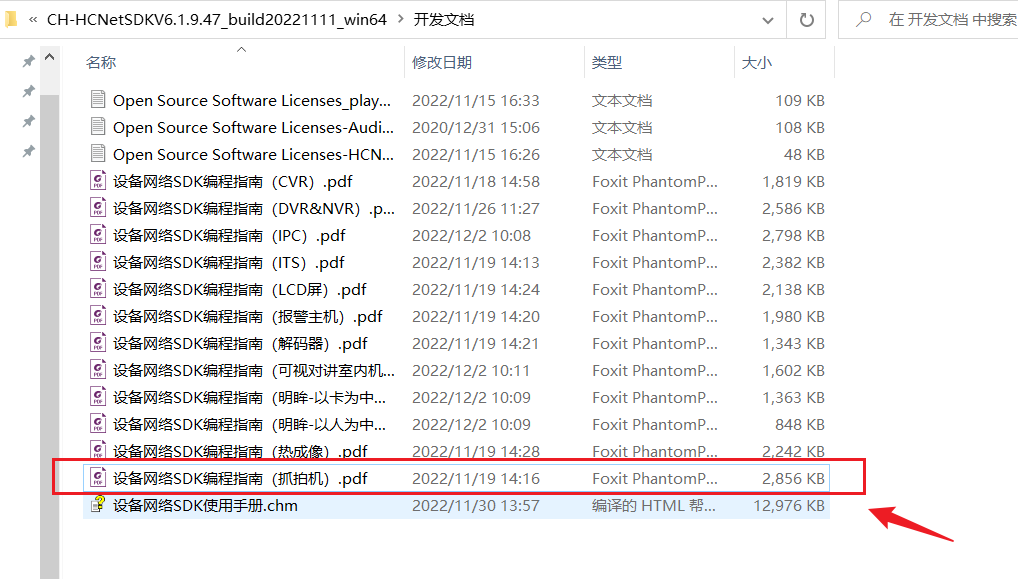 « CH-HCNetSDKV6.1.9.47_build20221111_win64 > 开发文档 在 开发文档 中搜索
名称 修改日期 类型 大小
Open Source Software Licenses_play... 2022/11/15 16:33 文本文档 109 KB
Open Source Software Licenses-Audi... 2020/12/31 15:06 文本文档 108 KB
Open Source Software Licenses-HCN... 2022/11/15 16:26 文本文档 48 KB
设备网络SDK编程指南（CVR）.pdf 2022/11/18 14:58 Foxit PhantomP... 1,819 KB
设备网络SDK编程指南（DVR&NVR）.p... 2022/11/26 11:27 Foxit PhantomP... 2,586 KB
设备网络SDK编程指南（IPC）.pdf 2022/12/2 10:08 Foxit PhantomP... 2,798 KB
设备网络SDK编程指南（ITS）.pdf 2022/11/19 14:13 Foxit PhantomP... 2,382 KB
设备网络SDK编程指南（LCD屏）.pdf 2022/11/19 14:24 Foxit PhantomP... 2,138 KB
设备网络SDK编程指南（报警主机）.pdf 2022/11/19 14:20 Foxit PhantomP... 1,980 KB
设备网络SDK编程指南（解码器）.pdf 2022/11/19 14:21 Foxit PhantomP... 1,343 KB
设备网络SDK编程指南（可视对讲室内机... 2022/12/2 10:11 Foxit PhantomP... 1,602 KB
设备网络SDK编程指南（明眸-以卡为中... 2022/12/2 10:09 Foxit PhantomP... 1,363 KB
设备网络SDK编程指南（明眸-以人为中... 2022/12/2 10:09 Foxit PhantomP... 848 KB
设备网络SDK编程指南（热成像）.pdf 2022/11/19 14:28 Foxit PhantomP... 2,242 KB
设备网络SDK编程指南（抓拍机）.pdf 2022/11/19 14:16 Foxit PhantomP... 2,856 KB
设备网络SDK使用手册.chm 2022/11/30 13:57 编译的 HTML 帮... 12,976 KB